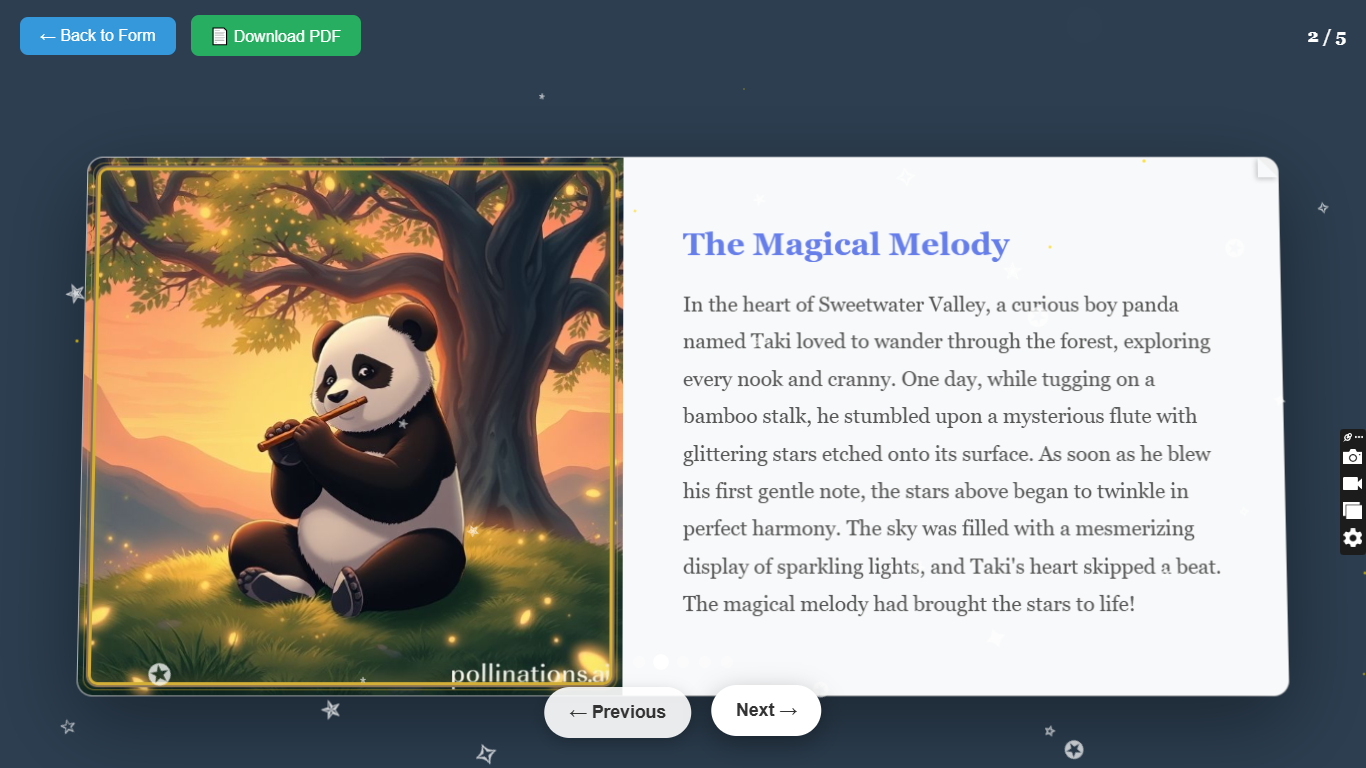 ← Back to Form
Download PDF
2 / 5
The Magical Melody
In the heart of Sweetwater Valley, a curious boy panda
named Taki loved to wander through the forest, exploring
every nook and cranny. One day, while tugging on a
bamboo stalk, he stumbled upon a mysterious flute with
glittering stars etched onto its surface. As soon as he blew
his first gentle note, the stars above began to twinkle in
perfect harmony. The sky was filled with a mesmerizing
display of sparkling lights, and Taki's heart skipped a beat.
The magical melody had brought the stars to life!
pollinations.ai
← Previous
Next →